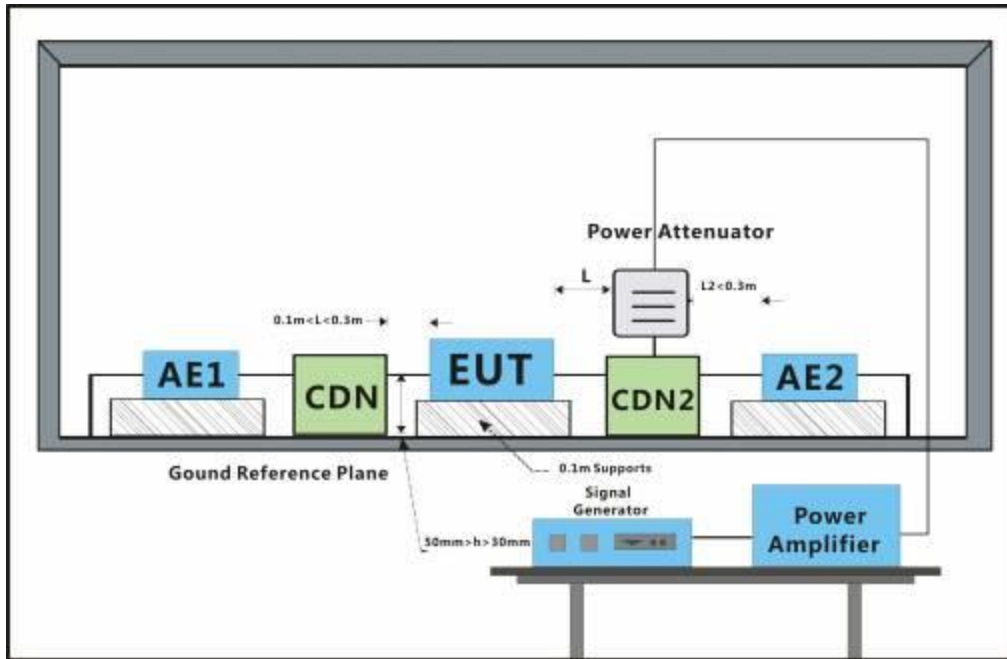 Power Attenuator
L
L2<0.3m
0.1m<L<0.3m
AE1
CDN
EUT
CDN2
AE2
Gound Reference Plane
0.1m Supports
Signal
Generator
50mm>h>30mm
Power
Amplifier